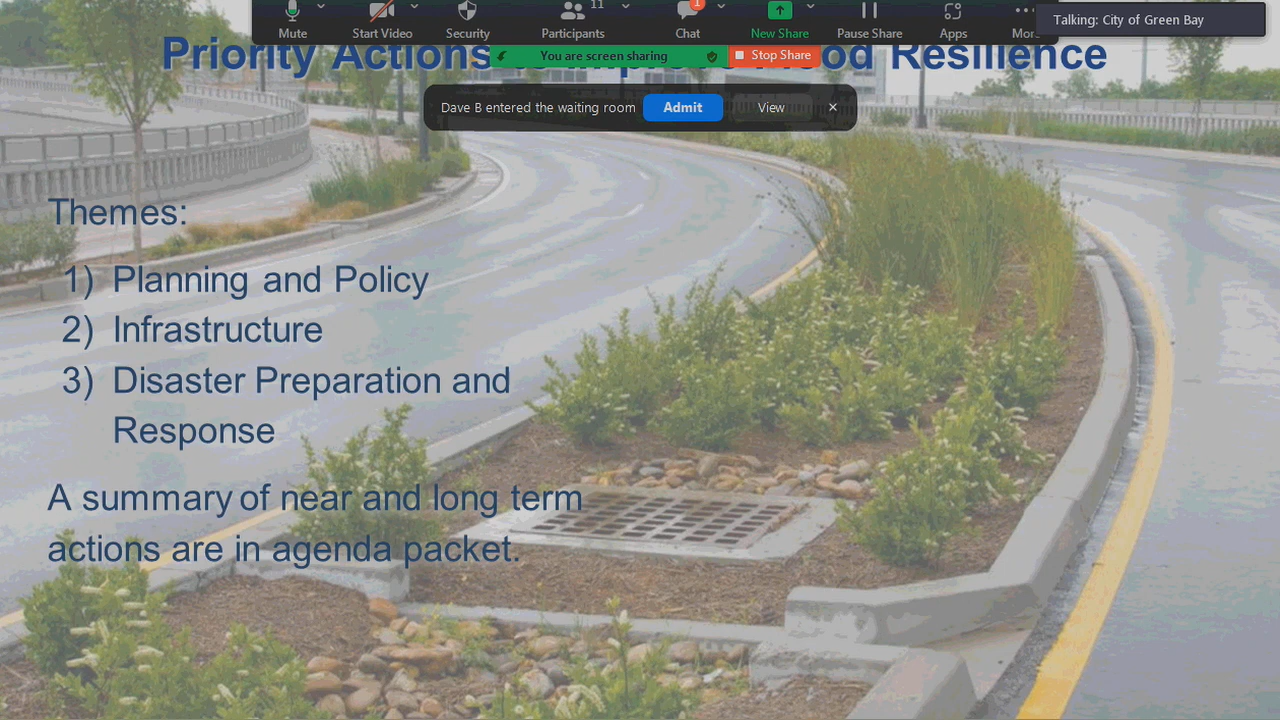 11
1
Mute
Start Video
Security
Participants
Chat
New Share
Pause Share
Apps
More
Talking: City of Green Bay
Priority Actions
Flood Resilience
You are screen sharing
Stop Share
Dave B entered the waiting room
Admit
View
Themes:
1) Planning and Policy
2) Infrastructure
3) Disaster Preparation and
Response
A summary of near and long term
actions are in agenda packet.